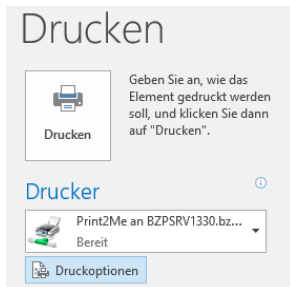 Drucken
Geben Sie an, wie das
Element gedruckt werden
soll, und klicken Sie dann
auf "Drucken".
Drucken
Drucker
Print2Me an BZPSRV1330.bz...
Bereit
Druckoptionen